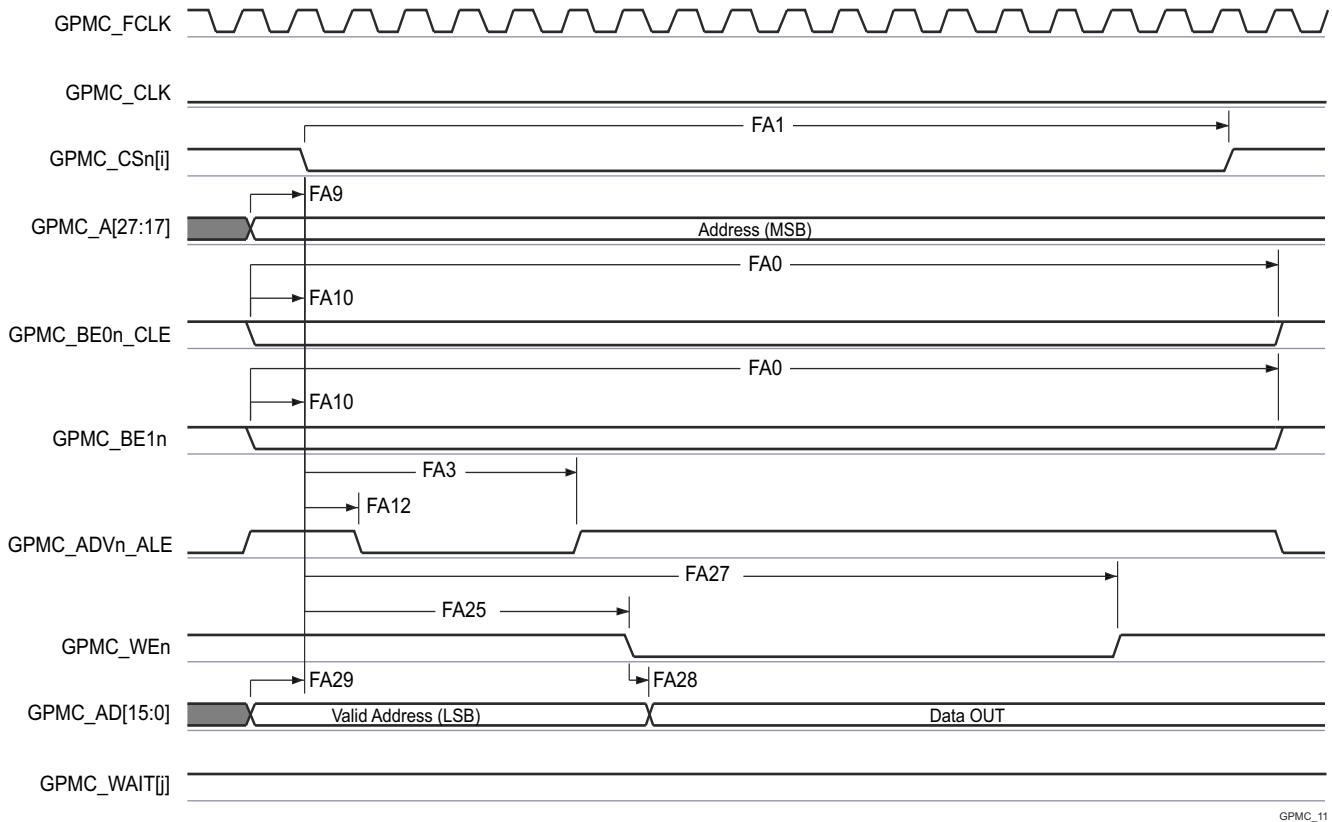 GPMC_FCLK
GPMC_CLK
FA1
GPMC_CSn[i]
FA9
GPMC_A[27:17]
Address (MSB)
FA0
FA10
GPMC_BE0n_CLE
FA0
FA10
GPMC_BE1n
FA3
FA12
GPMC_ADVn_ALE
FA27
FA25
GPMC_WEn
FA29
FA28
GPMC_AD[15:0]
Valid Address (LSB)
Data OUT
GPMC_WAIT[j]
GPMC_11